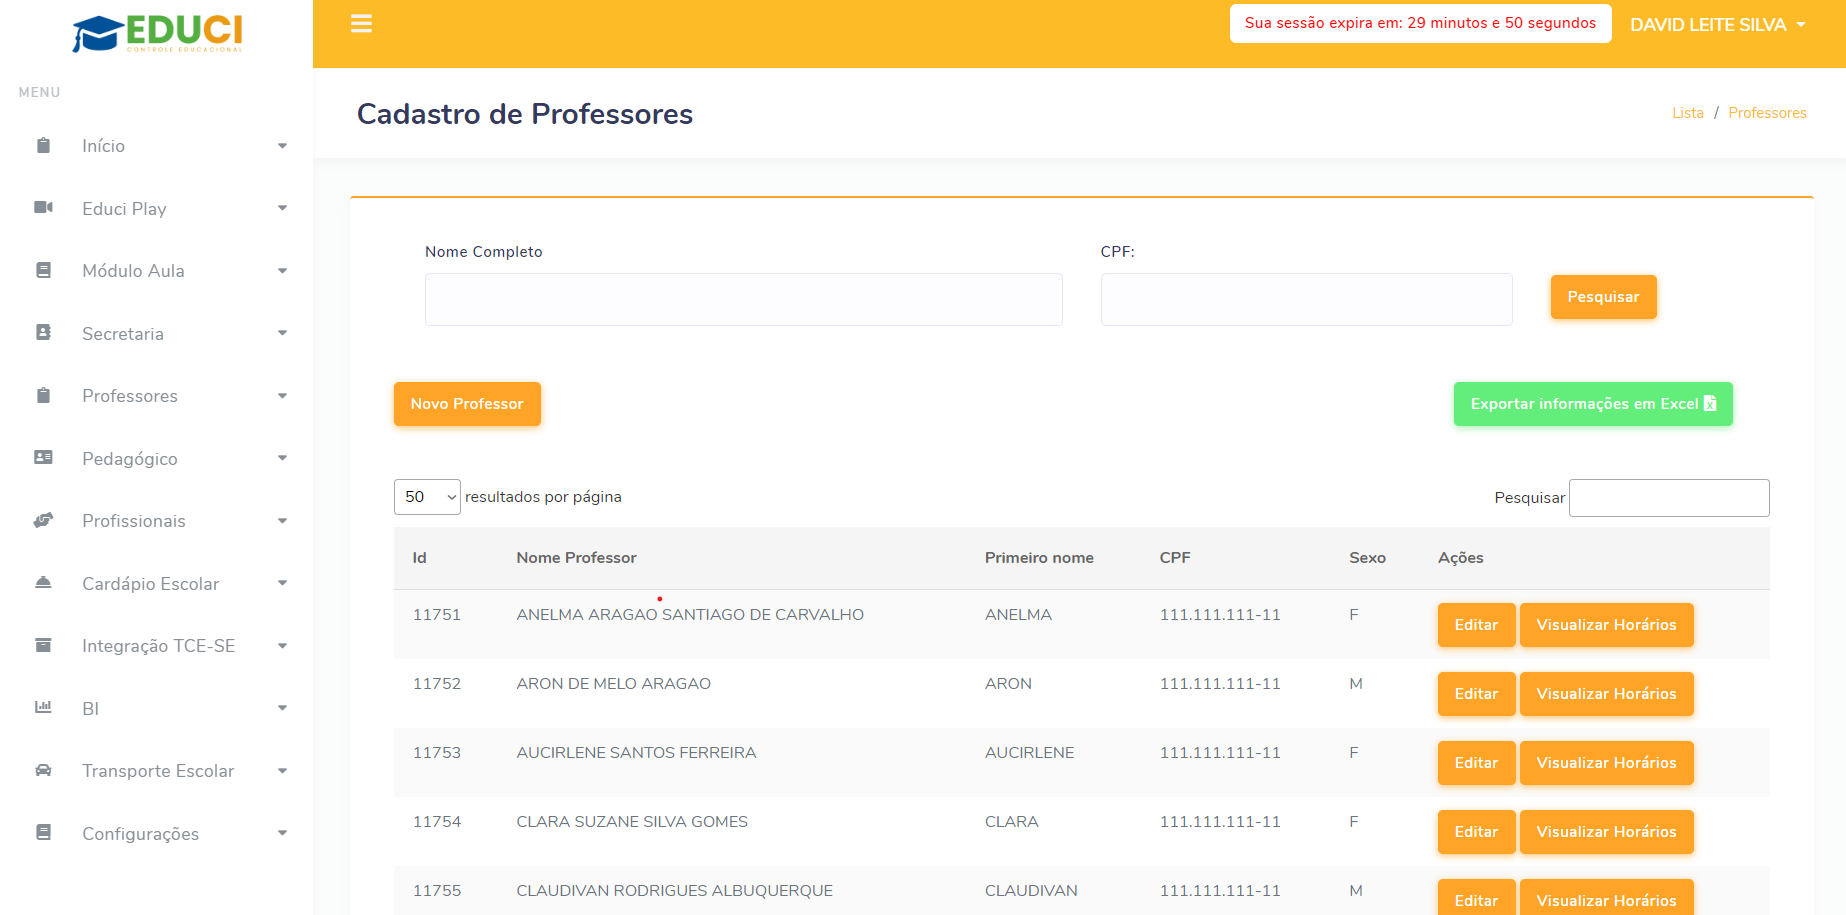 EDUCI
CONTROLE EDUCACIONAL
Sua sessão expira em: 29 minutos e 50 segundos
DAVID LEITE SILVA
MENU
Início
Educi Play
Módulo Aula
Secretaria
Professores
Pedagógico
Profissionais
Cardápio Escolar
Integração TCE-SE
BI
Transporte Escolar
Configurações
Cadastro de Professores
Lista / Professores
Nome Completo
CPF:
Pesquisar
Novo Professor
Exportar informações em Excel
50 resultados por página
Pesquisar
Id Nome Professor Primeiro nome CPF Sexo Ações
11751 ANELMA ARAGAO SANTIAGO DE CARVALHO ANELMA 111.111.111-11 F Editar Visualizar Horários
11752 ARON DE MELO ARAGAO ARON 111.111.111-11 M Editar Visualizar Horários
11753 AUCIRLENE SANTOS FERREIRA AUCIRLENE 111.111.111-11 F Editar Visualizar Horários
11754 CLARA SUZANE SILVA GOMES CLARA 111.111.111-11 F Editar Visualizar Horários
11755 CLAUDIVAN RODRIGUES ALBUQUERQUE CLAUDIVAN 111.111.111-11 M Editar Visualizar Horários